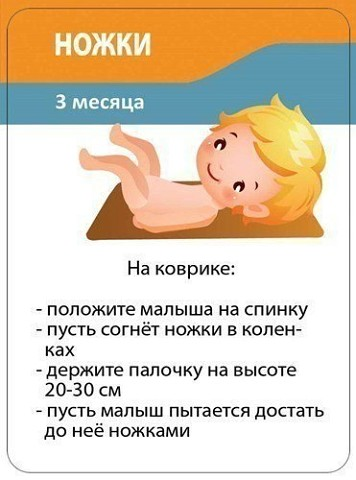 НОЖКИ
3 месяца
На коврике:
- положите малыша на спинку
- пусть согнёт ножки в колен-
ках
- держите палочку на высоте
20-30 см
- пусть малыш пытается достать
до неё ножками